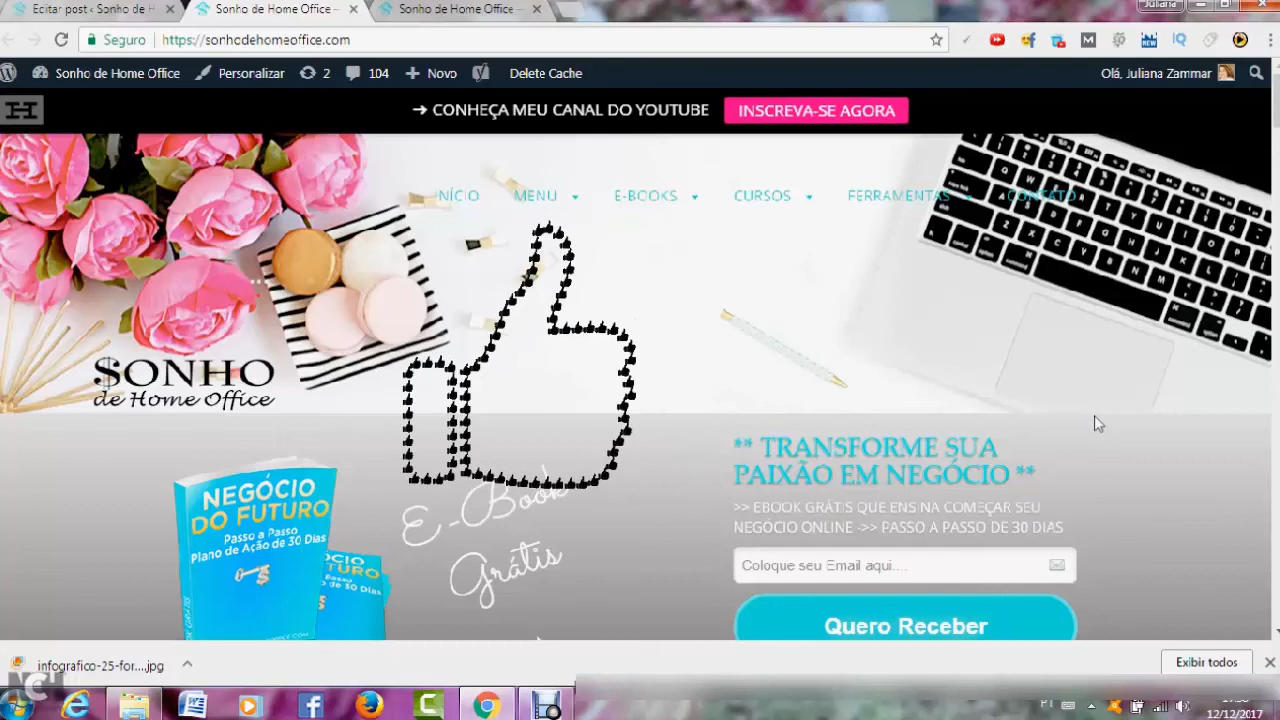 Editar post ‹ Sonho de H
Sonho de Home Office –
Sonho de Home Office –
Juliana
Seguro
https://sonhodehomeoffice.com
Sonho de Home Office
Personalizar
2
104
Novo
Delete Cache
Olá, Juliana Zammar
➜ CONHEÇA MEU CANAL DO YOUTUBE
INSCREVA-SE AGORA
INÍCIO
MENU
E-BOOKS
CURSOS
FERRAMENTAS
CONTATO
$ONHO
de Home Office
** TRANSFORME SUA
PAIXÃO EM NEGÓCIO **
>> EBOOK GRÁTIS QUE ENSINA COMEÇAR SEU
NEGOCIO ONLINE ->> PASSO A PASSO DE 30 DIAS
Coloque seu Email aqui....
Quero Receber
NEGÓCIO
DO FUTURO
Passo a Passo
Plano de Ação de 30 Dias
E-Book
Grátis
infografico-25-for....jpg
Exibir todos
PT
12/12/2017